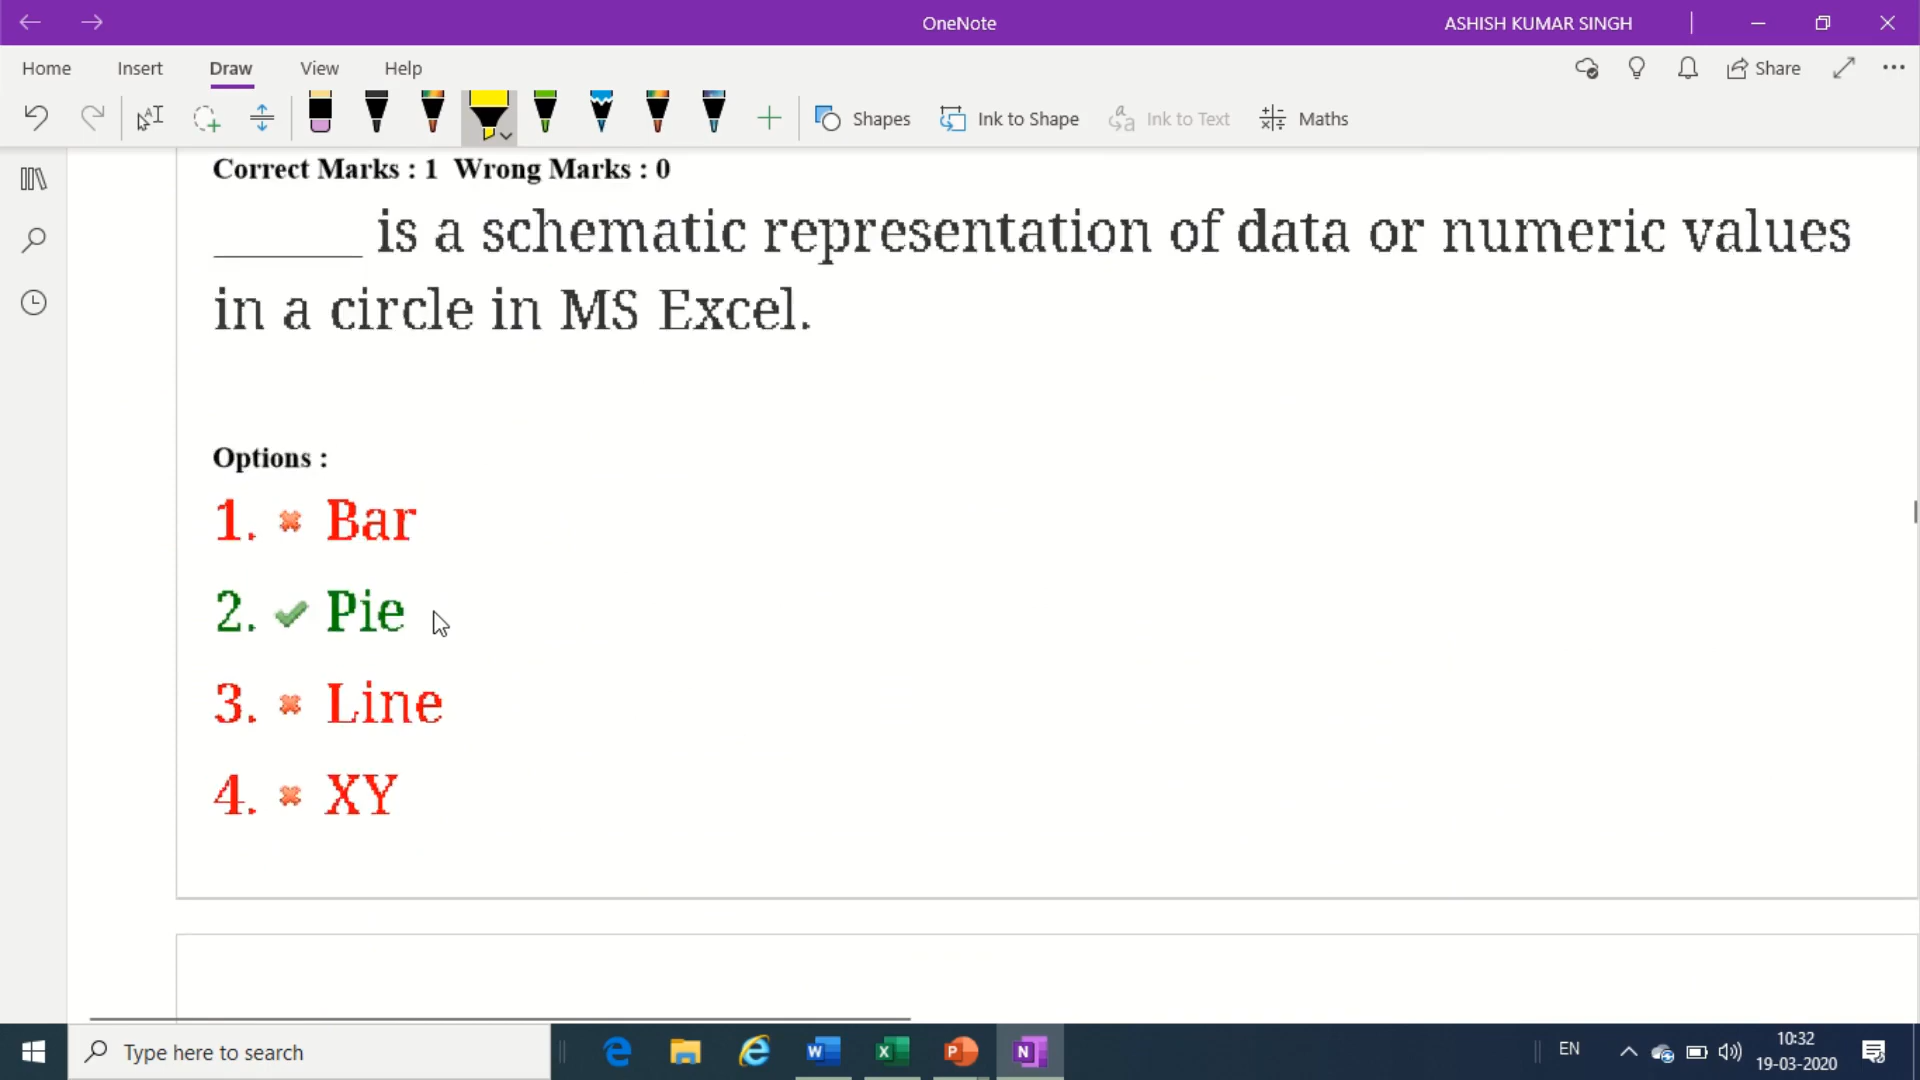 OneNote
ASHISH KUMAR SINGH
Home Insert Draw View Help
Share
Shapes Ink to Shape Ink to Text Maths
Correct Marks : 1 Wrong Marks : 0
______ is a schematic representation of data or numeric values
in a circle in MS Excel.
Options :
1. Bar
2. Pie
3. Line
4. XY
Type here to search
EN
10:32
19-03-2020